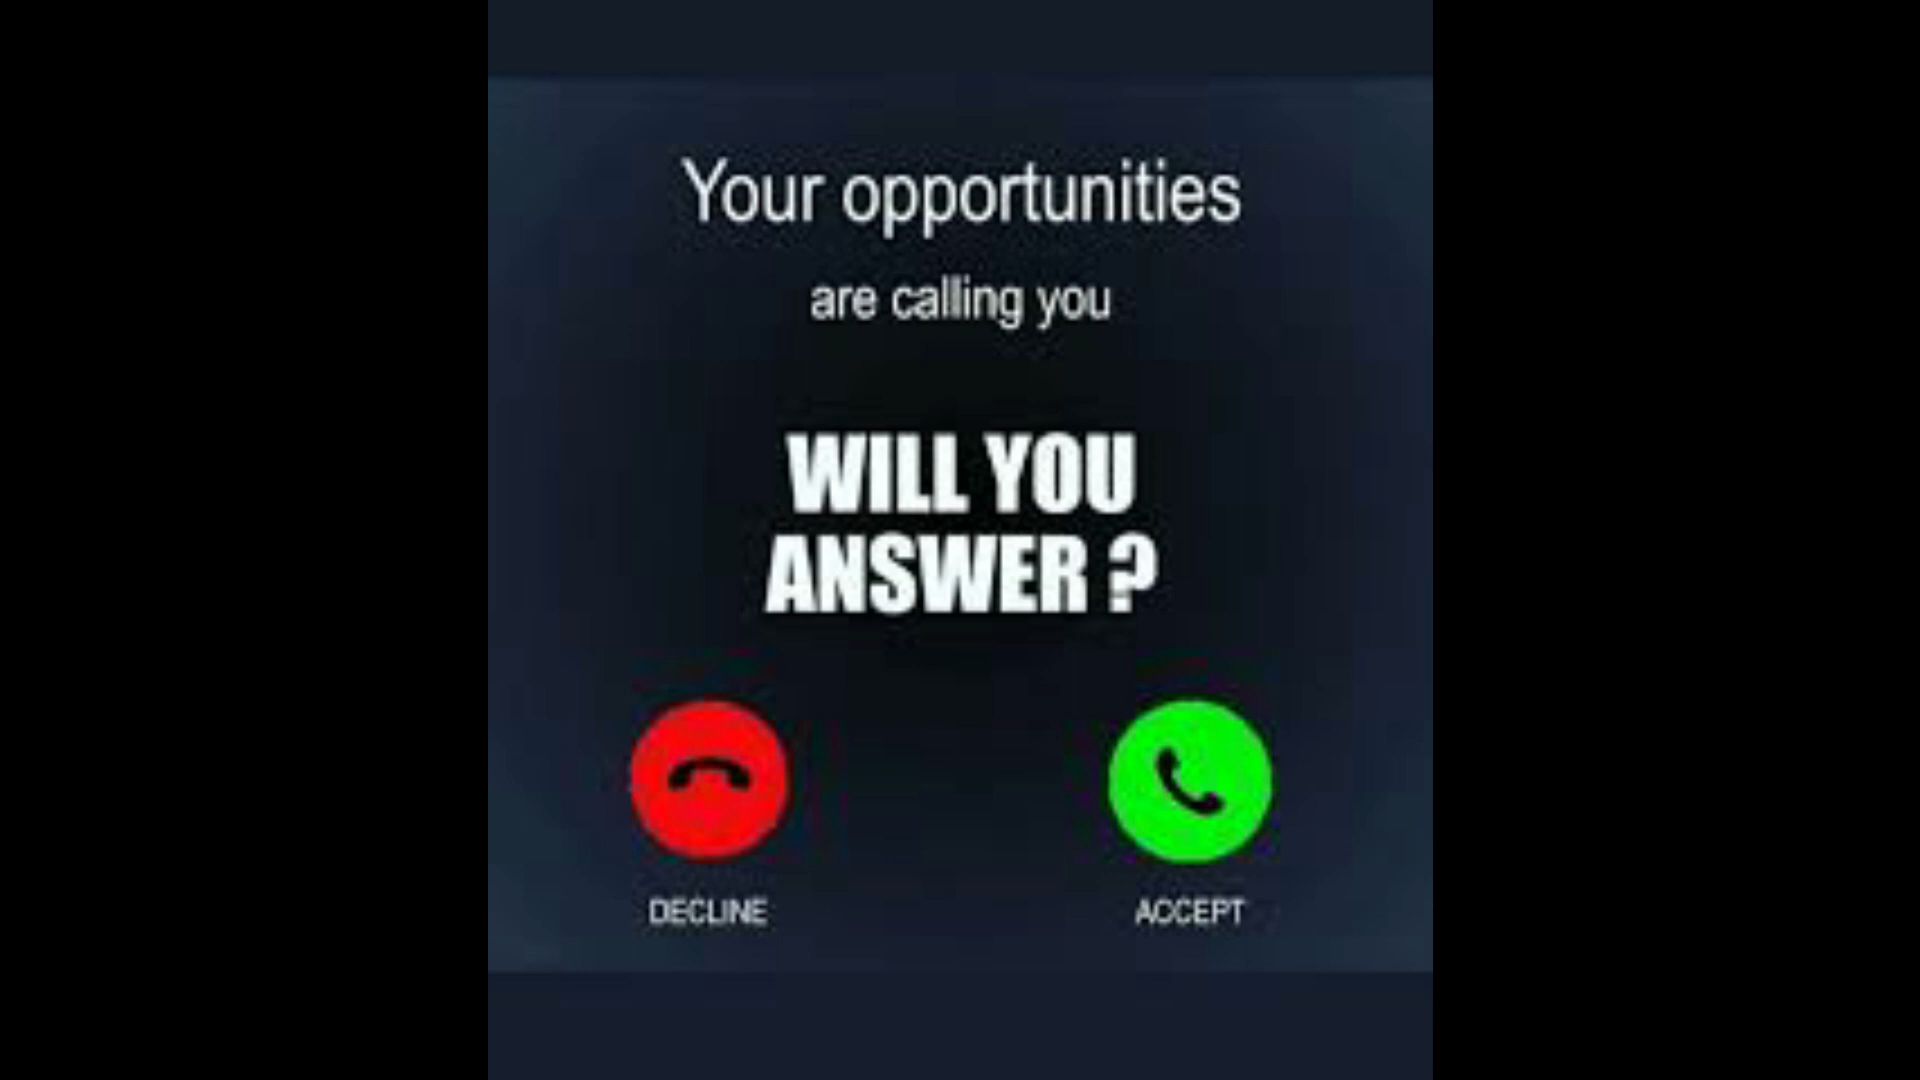 Your opportunities
are calling you
WILL YOU
ANSWER ?
DECLINE
ACCEPT